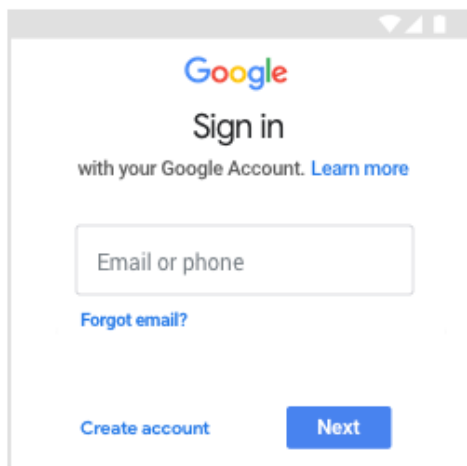 Google
Sign in
with your Google Account. Learn more
Email or phone
Forgot email?
Create account Next